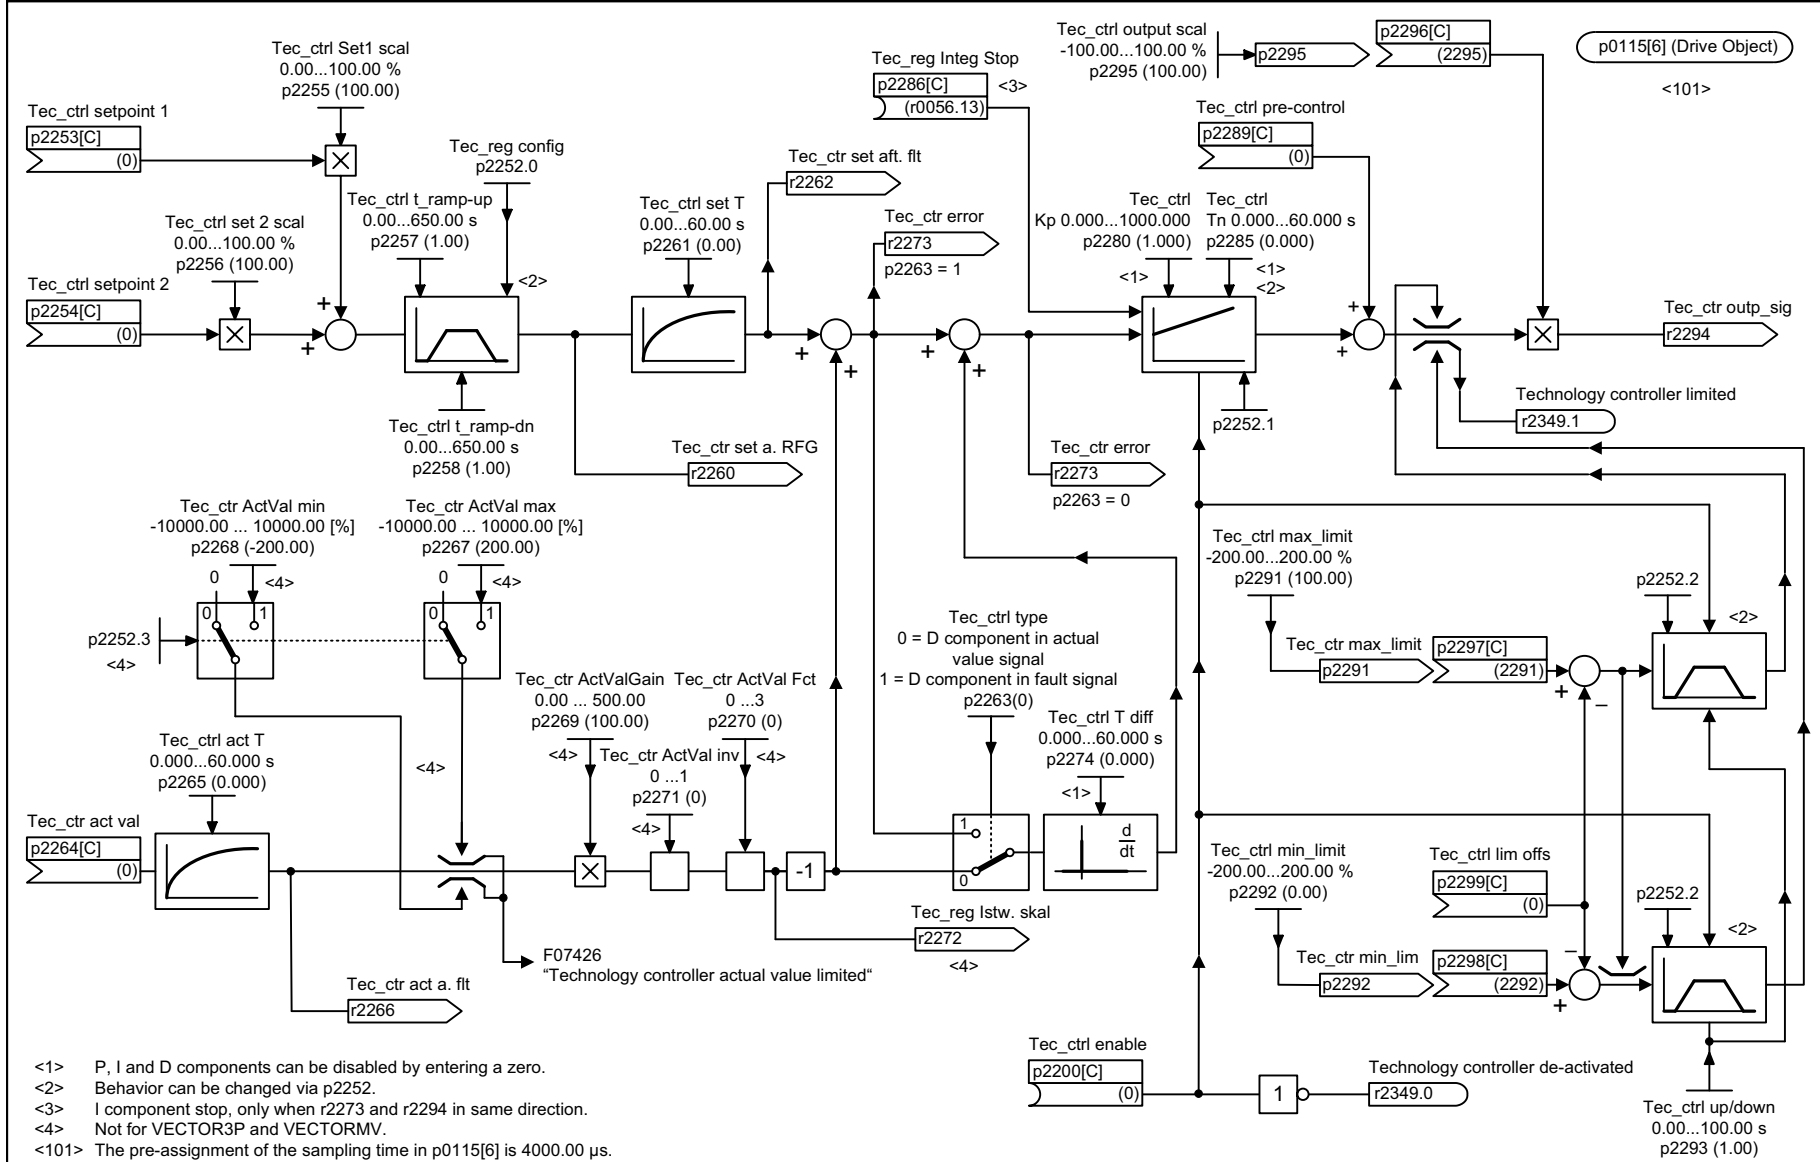 Tec_ctrl Set1 scal
0.00...100.00 %
p2255 (100.00)
Tec_ctrl setpoint 1
p2253[C]
(0)
Tec_reg config
p2252.0
Tec_ctrl set 2 scal
0.00...100.00 %
p2256 (100.00)
Tec_ctrl t_ramp-up
0.00...650.00 s
p2257 (1.00)
<2>
Tec_ctrl setpoint 2
p2254[C]
(0)
+
+
Tec_ctrl t_ramp-dn
0.00...650.00 s
p2258 (1.00)
Tec_ctrl set T
0.00...60.00 s
p2261 (0.00)
Tec_ctr set aft. flt
r2262
Tec_ctr error
r2273
p2263 = 1
Tec_ctr set a. RFG
r2260
+
+
+
+
Tec_ctr error
r2273
p2263 = 0
Tec_reg Integ Stop
p2286[C]
(r0056.13)
<3>
Tec_ctrl output scal
-100.00...100.00 %
p2295 (100.00)
p2295
p2296[C]
(2295)
p0115[6] (Drive Object)
<101>
Tec_ctrl pre-control
p2289[C]
(0)
Tec_ctrl
Kp 0.000...1000.000
p2280 (1.000)
<1>
Tec_ctrl
Tn 0.000...60.000 s
p2285 (0.000)
<1>
<2>
p2252.1
+
+
Tec_ctr outp_sig
r2294
Technology controller limited
r2349.1
Tec_ctr ActVal min
-10000.00 ... 10000.00 [%]
p2268 (-200.00)
0
<4>
0
1
Tec_ctr ActVal max
-10000.00 ... 10000.00 [%]
p2267 (200.00)
0
<4>
0
1
p2252.3
<4>
Tec_ctrl act T
0.000...60.000 s
p2265 (0.000)
Tec_ctr act val
p2264[C]
(0)
<4>
Tec_ctr ActValGain
0.00 ... 500.00
p2269 (100.00)
<4>
Tec_ctr ActVal Fct
0 ...3
p2270 (0)
<4>
Tec_ctr ActVal inv
0 ...1
p2271 (0)
<4>
-1
Tec_reg Istw. skal
r2272
<4>
F07426
“Technology controller actual value limited“
Tec_ctr act a. flt
r2266
Tec_ctrl type
0 = D component in actual
value signal
1 = D component in fault signal
p2263(0)
1
0
Tec_ctrl T diff
0.000...60.000 s
p2274 (0.000)
<1>
d
dt
Tec_ctrl max_limit
-200.00...200.00 %
p2291 (100.00)
Tec_ctr max_limit
p2291
p2297[C]
(2291)
+
–
p2252.2
<2>
Tec_ctrl min_limit
-200.00...200.00 %
p2292 (0.00)
Tec_ctrl lim offs
p2299[C]
(0)
Tec_ctr min_lim
p2292
p2298[C]
(2292)
–
+
p2252.2
<2>
Tec_ctrl enable
p2200[C]
(0)
1
Technology controller de-activated
r2349.0
Tec_ctrl up/down
0.00...100.00 s
p2293 (1.00)
<1> P, I and D components can be disabled by entering a zero.
<2> Behavior can be changed via p2252.
<3> I component stop, only when r2273 and r2294 in same direction.
<4> Not for VECTOR3P and VECTORMV.
<101> The pre-assignment of the sampling time in p0115[6] is 4000.00 µs.